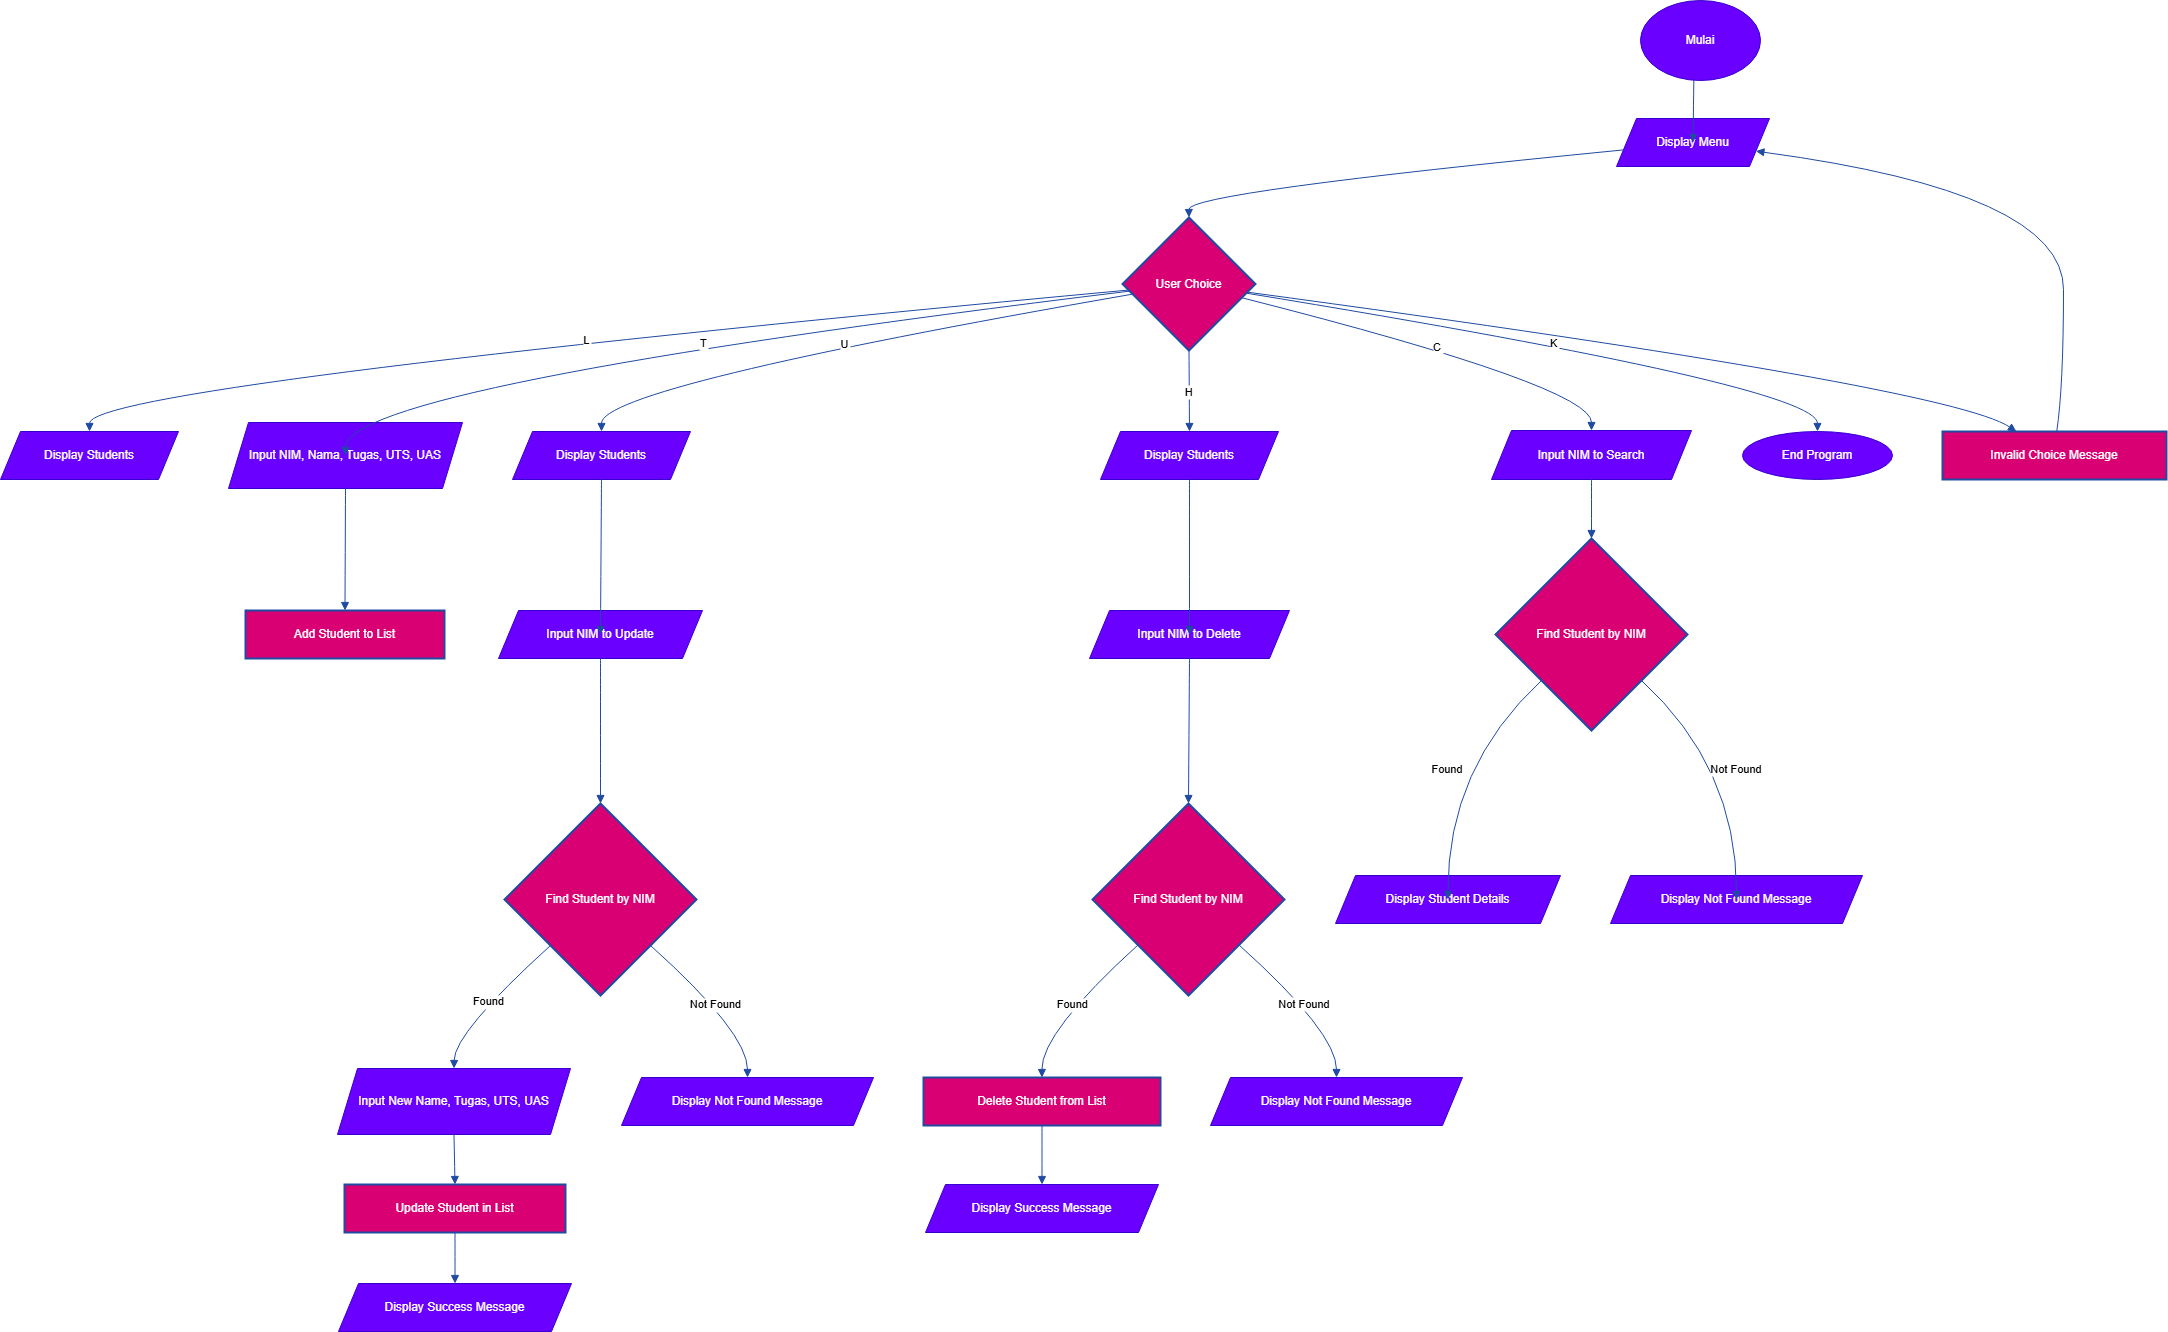 Mulai
Display Menu
User Choice
L
T
U
H
C
K
Display Students
Input NIM, Nama, Tugas, UTS, UAS
Display Students
Display Students
Input NIM to Search
End Program
Invalid Choice Message
Add Student to List
Input NIM to Update
Input NIM to Delete
Find Student by NIM
Found
Not Found
Find Student by NIM
Find Student by NIM
Display Student Details
Display Not Found Message
Found
Not Found
Found
Not Found
Input New Name, Tugas, UTS, UAS
Display Not Found Message
Delete Student from List
Display Not Found Message
Update Student in List
Display Success Message
Display Success Message